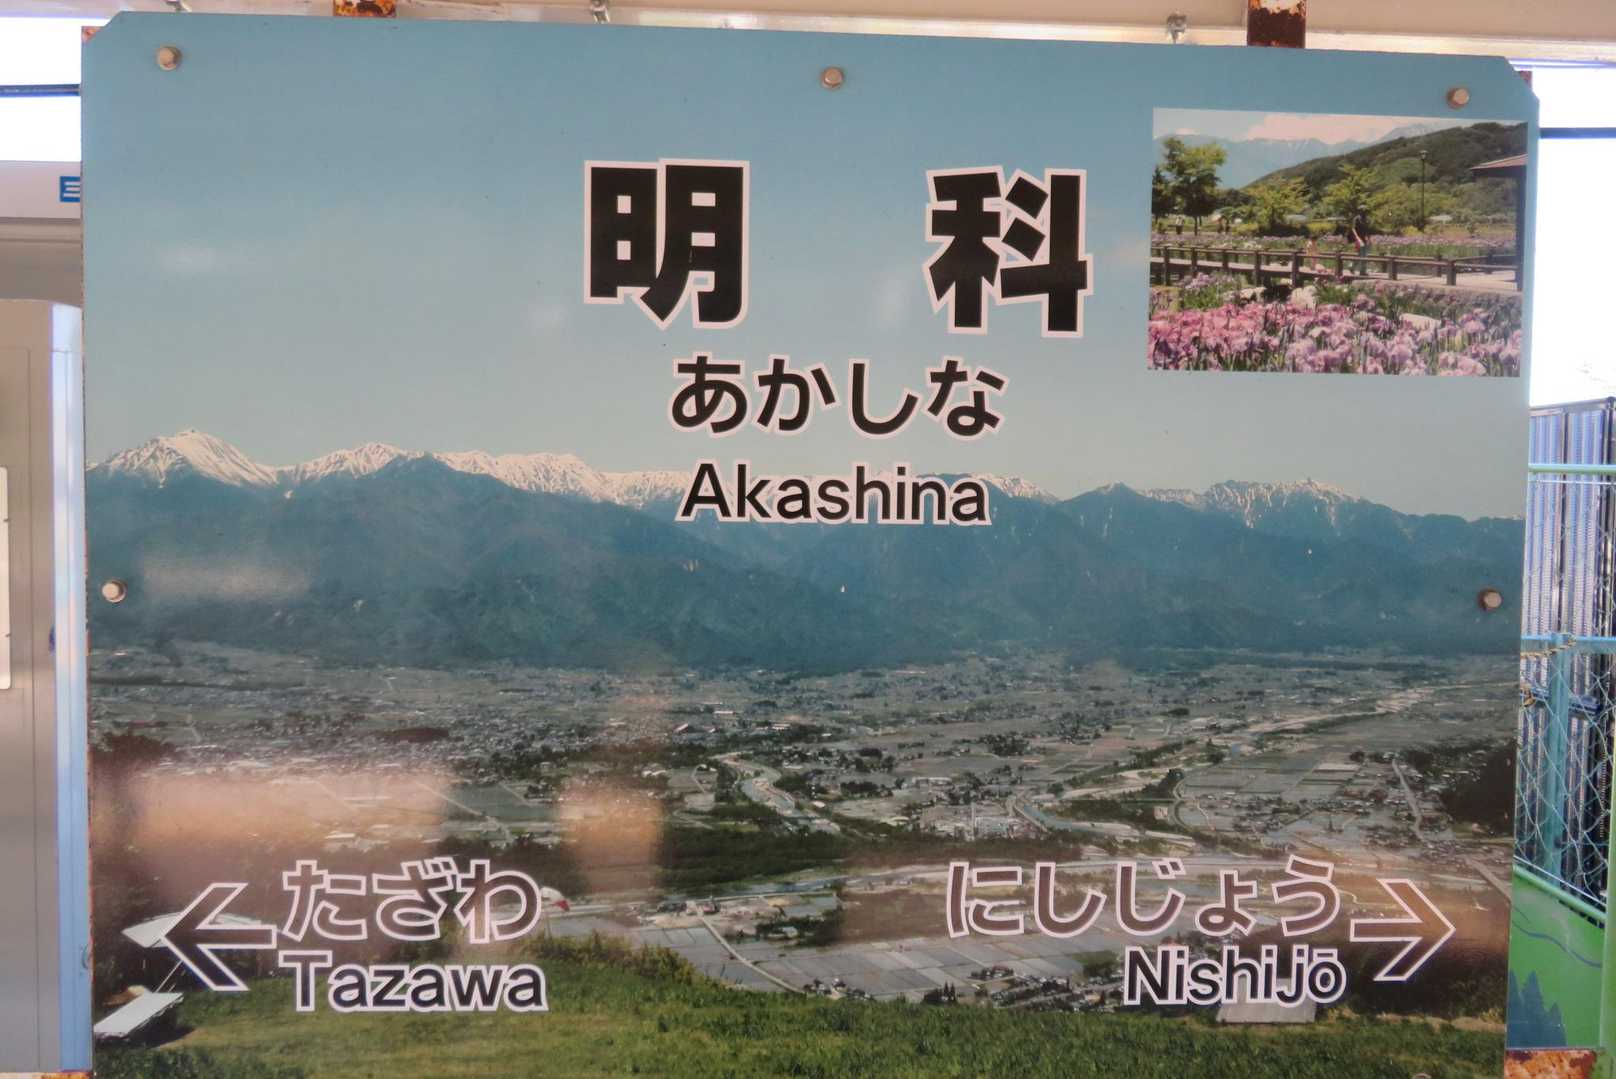 明 科
あかしな
Akashina
たざわ
Tazawa
にしじょう
Nishijō